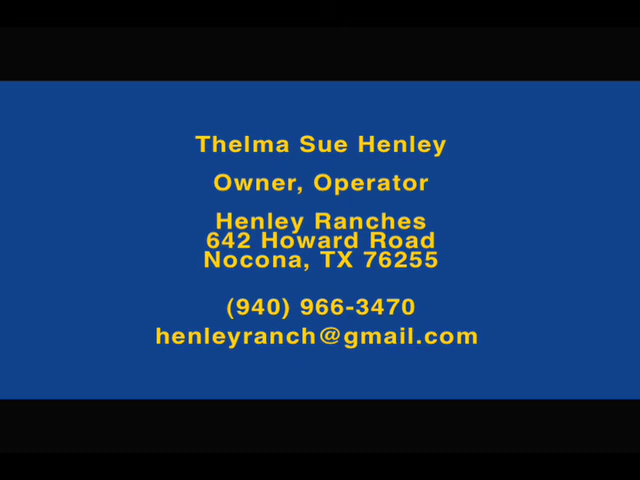 Thelma Sue Henley
Owner, Operator
Henley Ranches
642 Howard Road
Nocona, TX 76255
(940) 966-3470
henleyranch@gmail.com